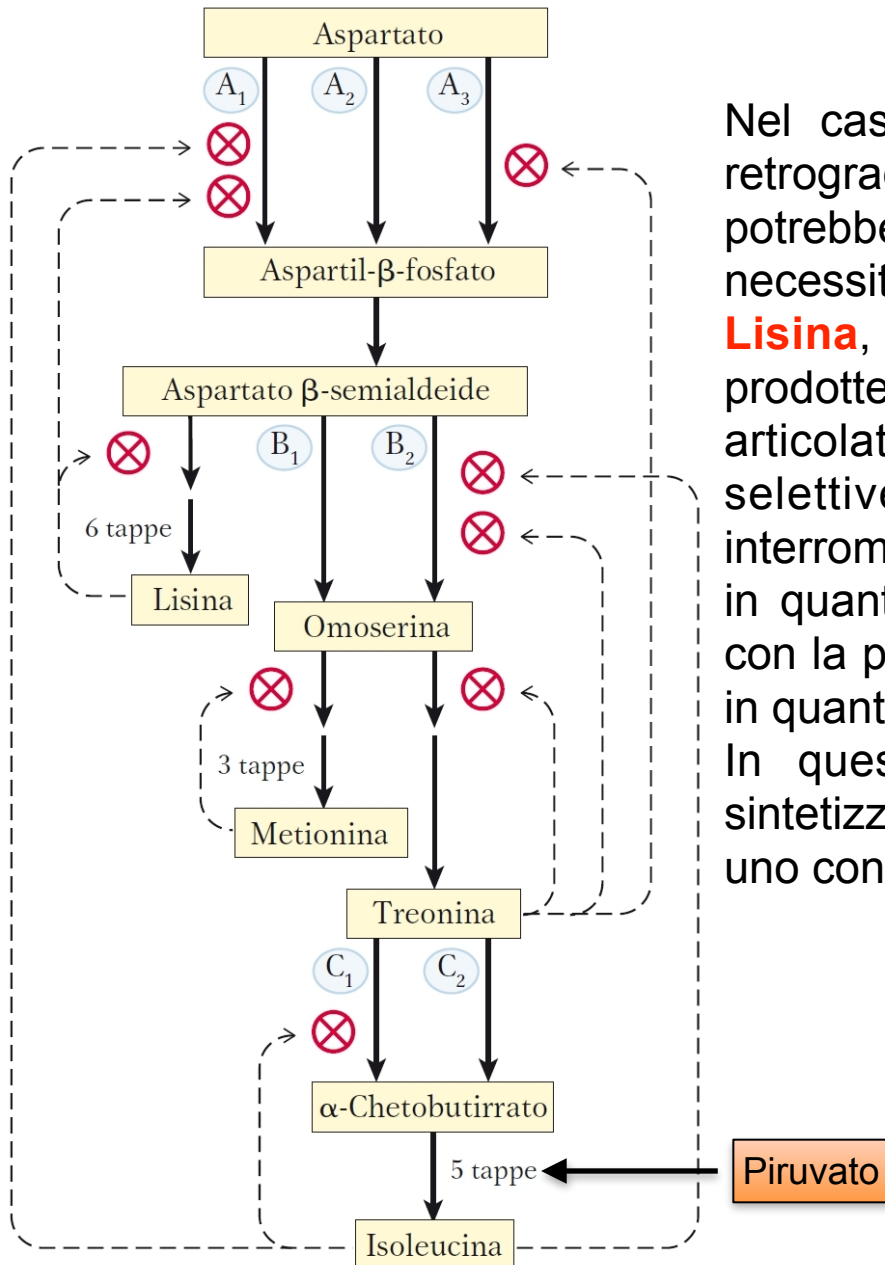 Aspartato
A1
A2
A3
Aspartil-β-fosfato
Aspartato β-semialdeide
B1
B2
6 tappe
Lisina
Omoserina
3 tappe
Metionina
Treonina
C1
C2
α-Chetobutirrato
5 tappe
Piruvato
Isoleucina
Nel cas
retrograd
potrebbe
necessit
Lisina,
prodotte
articolat
selettive
interrom
in quant
con la p
in quant
In ques
sintetizz
uno con